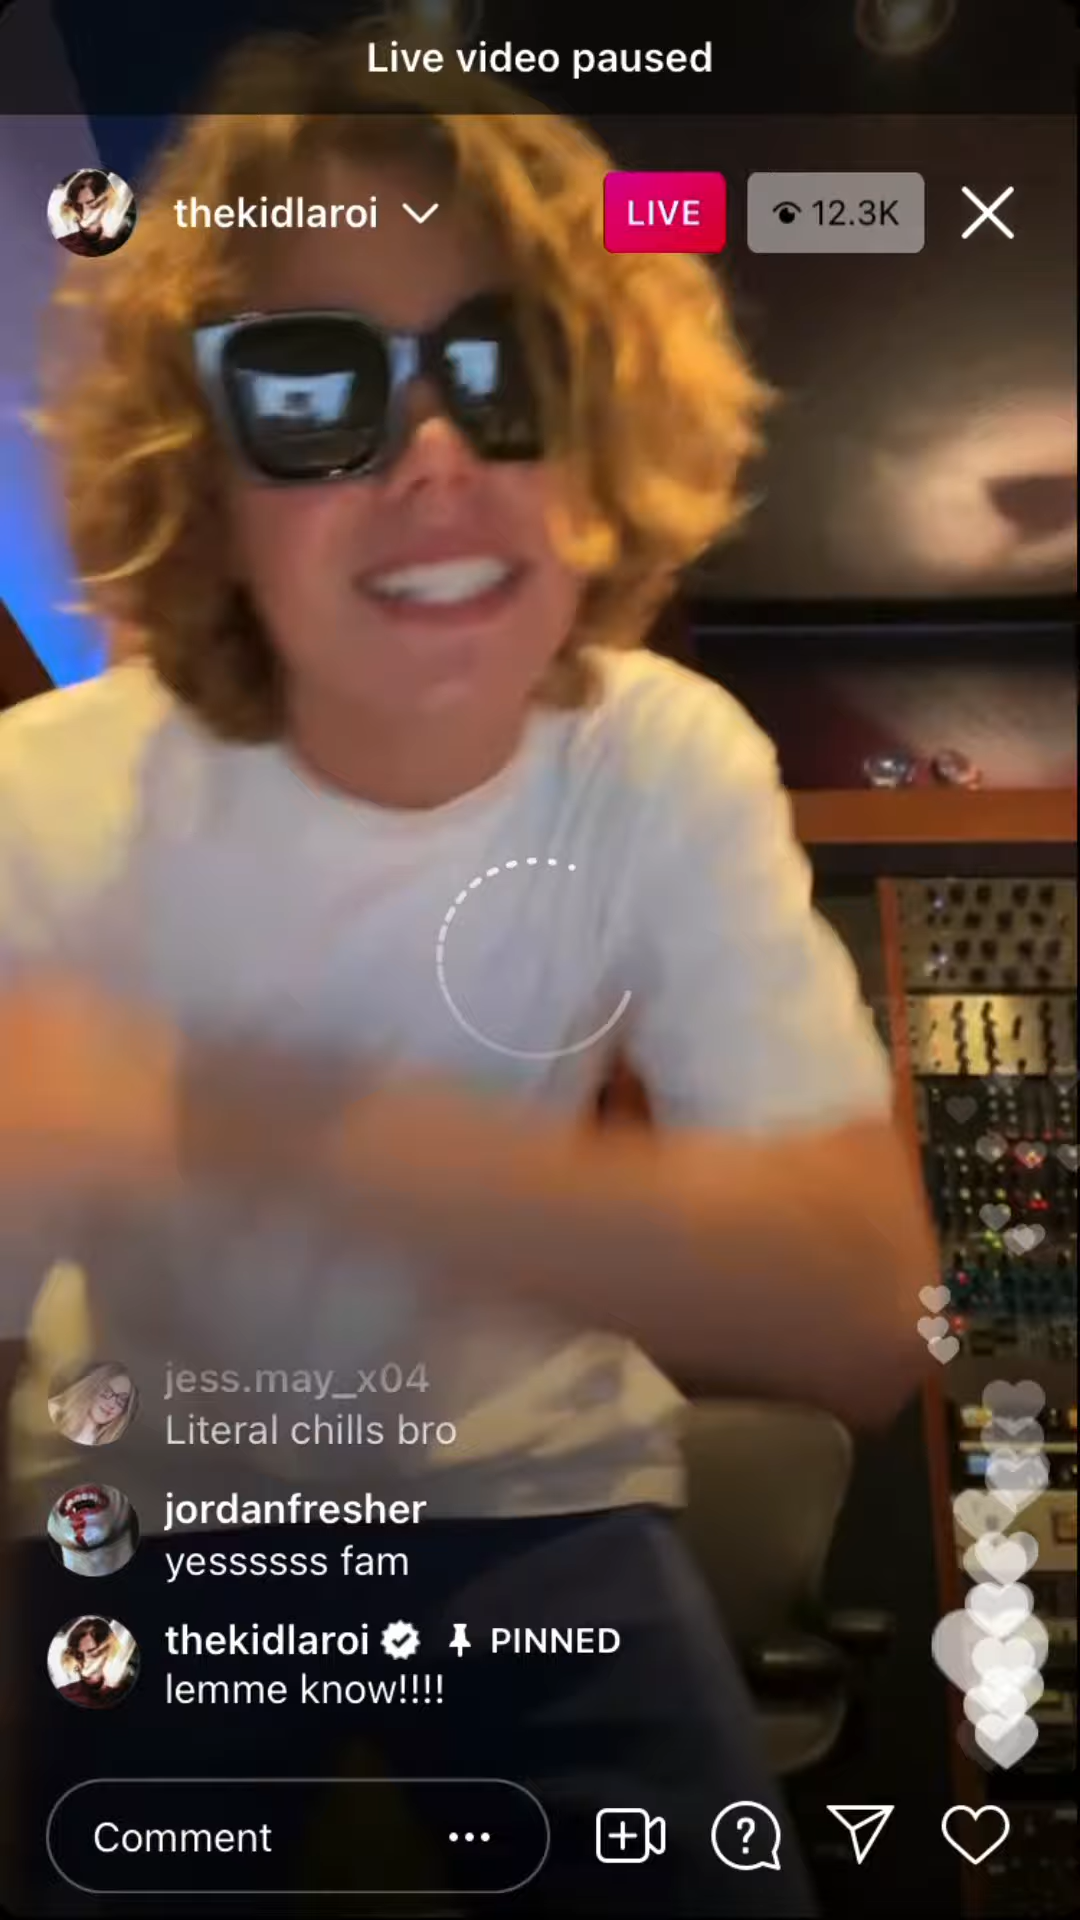 Live video paused
thekidlaroi
LIVE
12.3K
jess.may_x04
Literal chills bro
jordanfresher
yessssss fam
thekidlaroi PINNED
lemme know!!!!
Comment